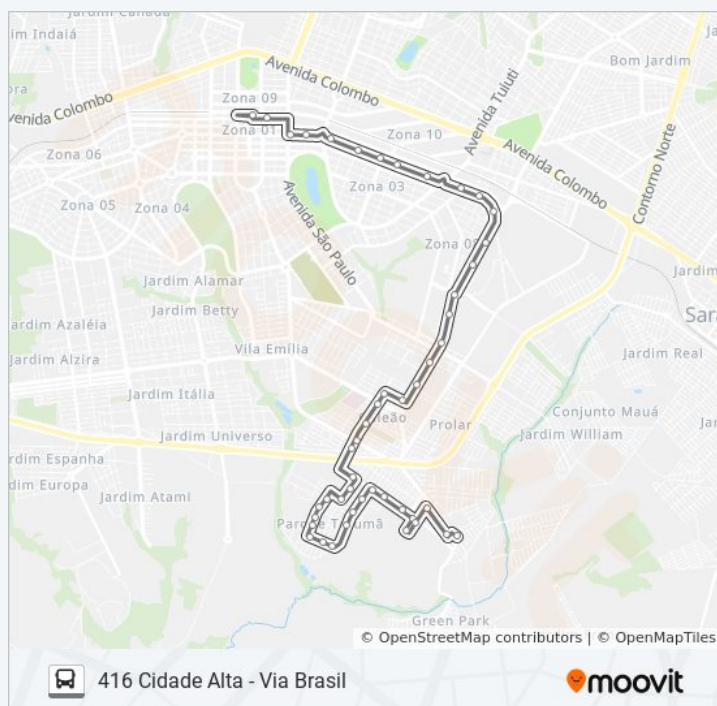 Jardim Canadá
Jardim Indaiá
Bom Jardim
Avenida Colombo
Avenida Colombo
Zona 09
Zona 01
Zona 10
Avenida Tuiuti
Avenida Colombo
Contorno Norte
Zona 06
Zona 03
Zona 05
Zona 04
Avenida São Paulo
Zona 08
Jardim Alamar
Jardim Betty
Jardim Azaléia
Sara
Vila Emília
Jardim Alzira
Jardim Real
Jardim Itália
Conjunto Mauá
Prolar
Jardim William
Jardim Universo
Jardim Espanha
Jardim Europa
Jardim Atami
Green Park
© OpenStreetMap contributors | © OpenMapTiles
416 Cidade Alta - Via Brasil
moovit